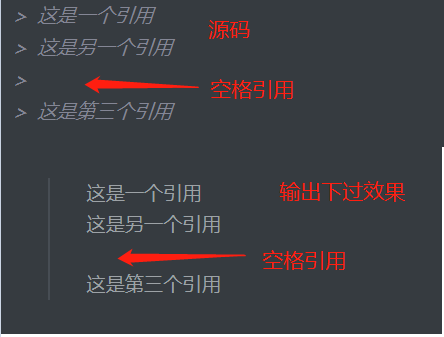 > 这是一个引用
源码
> 这是另一个引用
>
空格引用
> 这是第三个引用
这是一个引用
输出下过效果
这是另一个引用
空格引用
这是第三个引用